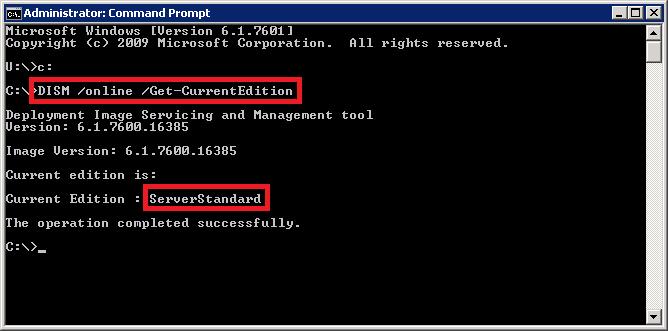 Administrator: Command Prompt
Microsoft Windows [Version 6.1.7601]
Copyright (c) 2009 Microsoft Corporation.  All rights reserved.
U:\>c:
C:\>DISM /online /Get-CurrentEdition
Deployment Image Servicing and Management tool
Version: 6.1.7600.16385
Image Version: 6.1.7600.16385
Current edition is:
Current Edition : ServerStandard
The operation completed successfully.
C:\>_